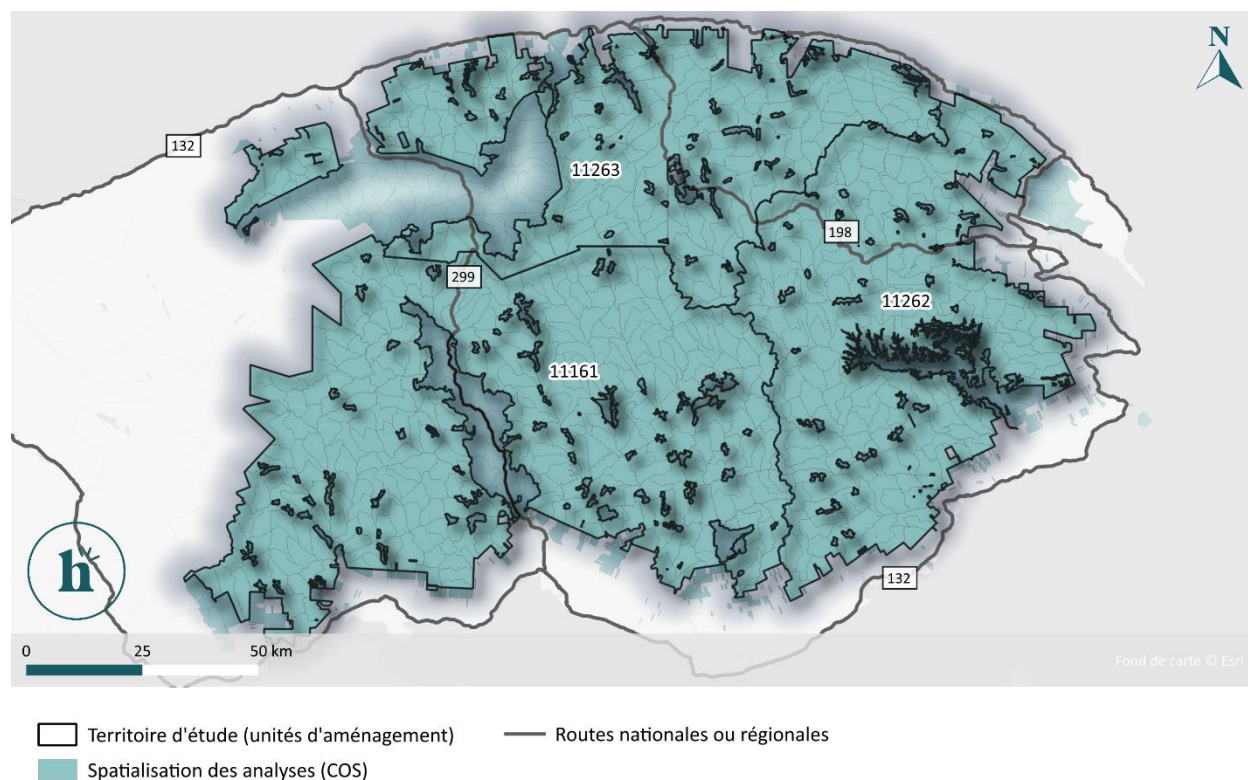 N
132
11263
198
299
11262
11161
132
h
0 25 50 km
Fond de carte © Esri
Territoire d'étude (unités d'aménagement)
Routes nationales ou régionales
Spatialisation des analyses (COS)